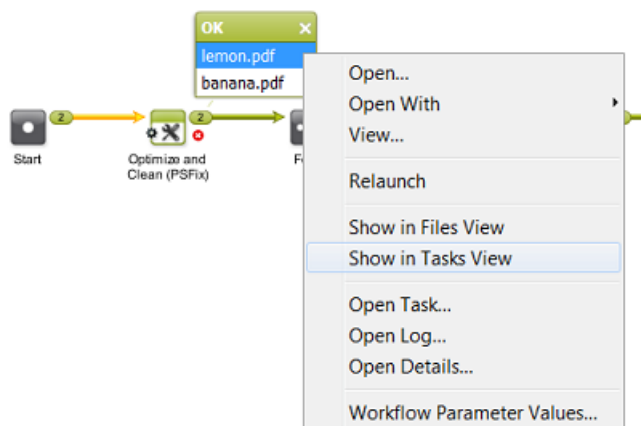 OK
lemon.pdf
banana.pdf
2
2
Start
Optimize and
Clean (PSFix)
Open...
Open With
View...
Relaunch
Show in Files View
Show in Tasks View
Open Task...
Open Log...
Open Details...
Workflow Parameter Values...